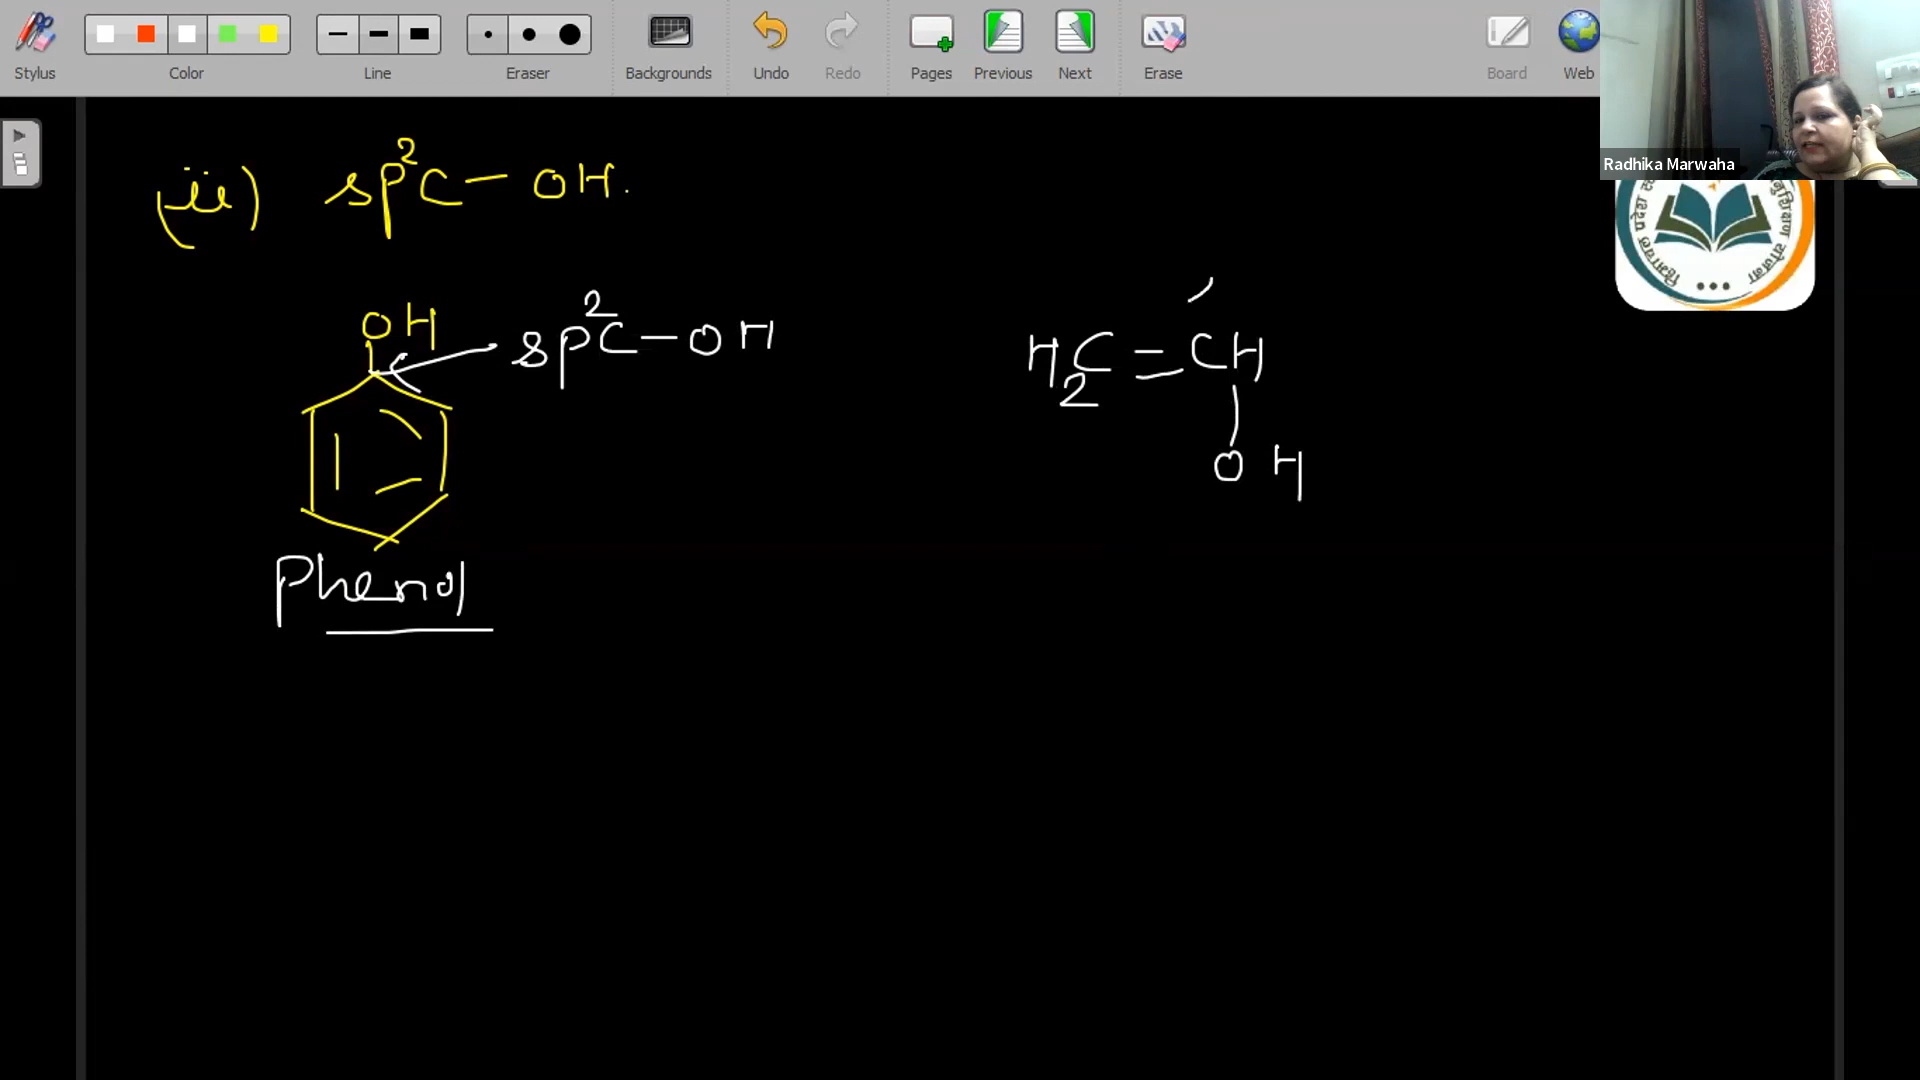 Stylus
Color
Line
Eraser
Backgrounds
Undo
Redo
Pages
Previous
Next
Erase
Board
Web
Radhika Marwaha
(ii) sp²C–OH.
OH
sp²C–OH
H₂C=CH
OH
Phenol